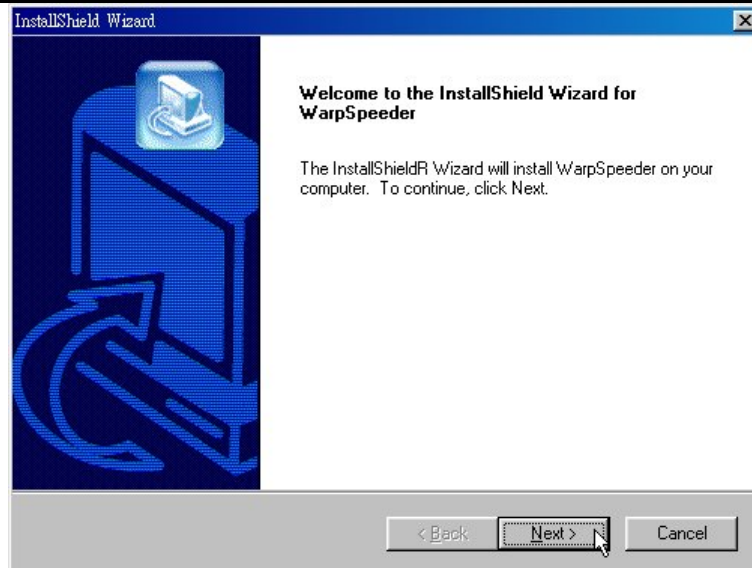 InstallShield Wizard
Welcome to the InstallShield Wizard for
WarpSpeeder
The InstallShieldR Wizard will install WarpSpeeder on your
computer.  To continue, click Next.
< Back
Next >
Cancel